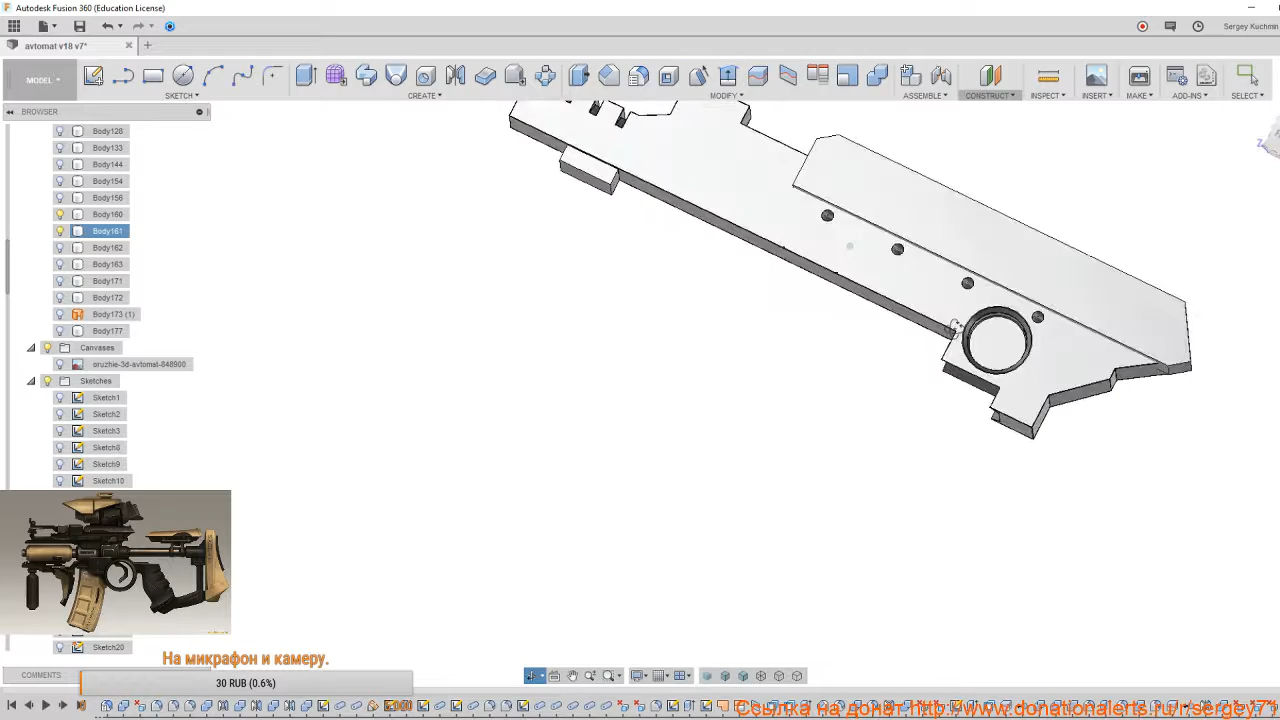 Autodesk Fusion 360 (Education License)
Sergey Kuchmin
avtomat v18 v7*
MODEL
SKETCH
CREATE
MODIFY
ASSEMBLE
CONSTRUCT
INSPECT
INSERT
MAKE
ADD-INS
SELECT
BROWSER
Body128
Body133
Body144
Body154
Body156
Body160
Body161
Body162
Body163
Body171
Body172
Body173 (1)
Body177
Canvases
oruzhie-3d-avtomat-848900
Sketches
Sketch1
Sketch2
Sketch3
Sketch8
Sketch9
Sketch10
Sketch20
На микрофон и камеру.
COMMENTS
30 RUB (0.6%)
Ссылка на донат:http://www.donationalerts.ru/r/sergey71